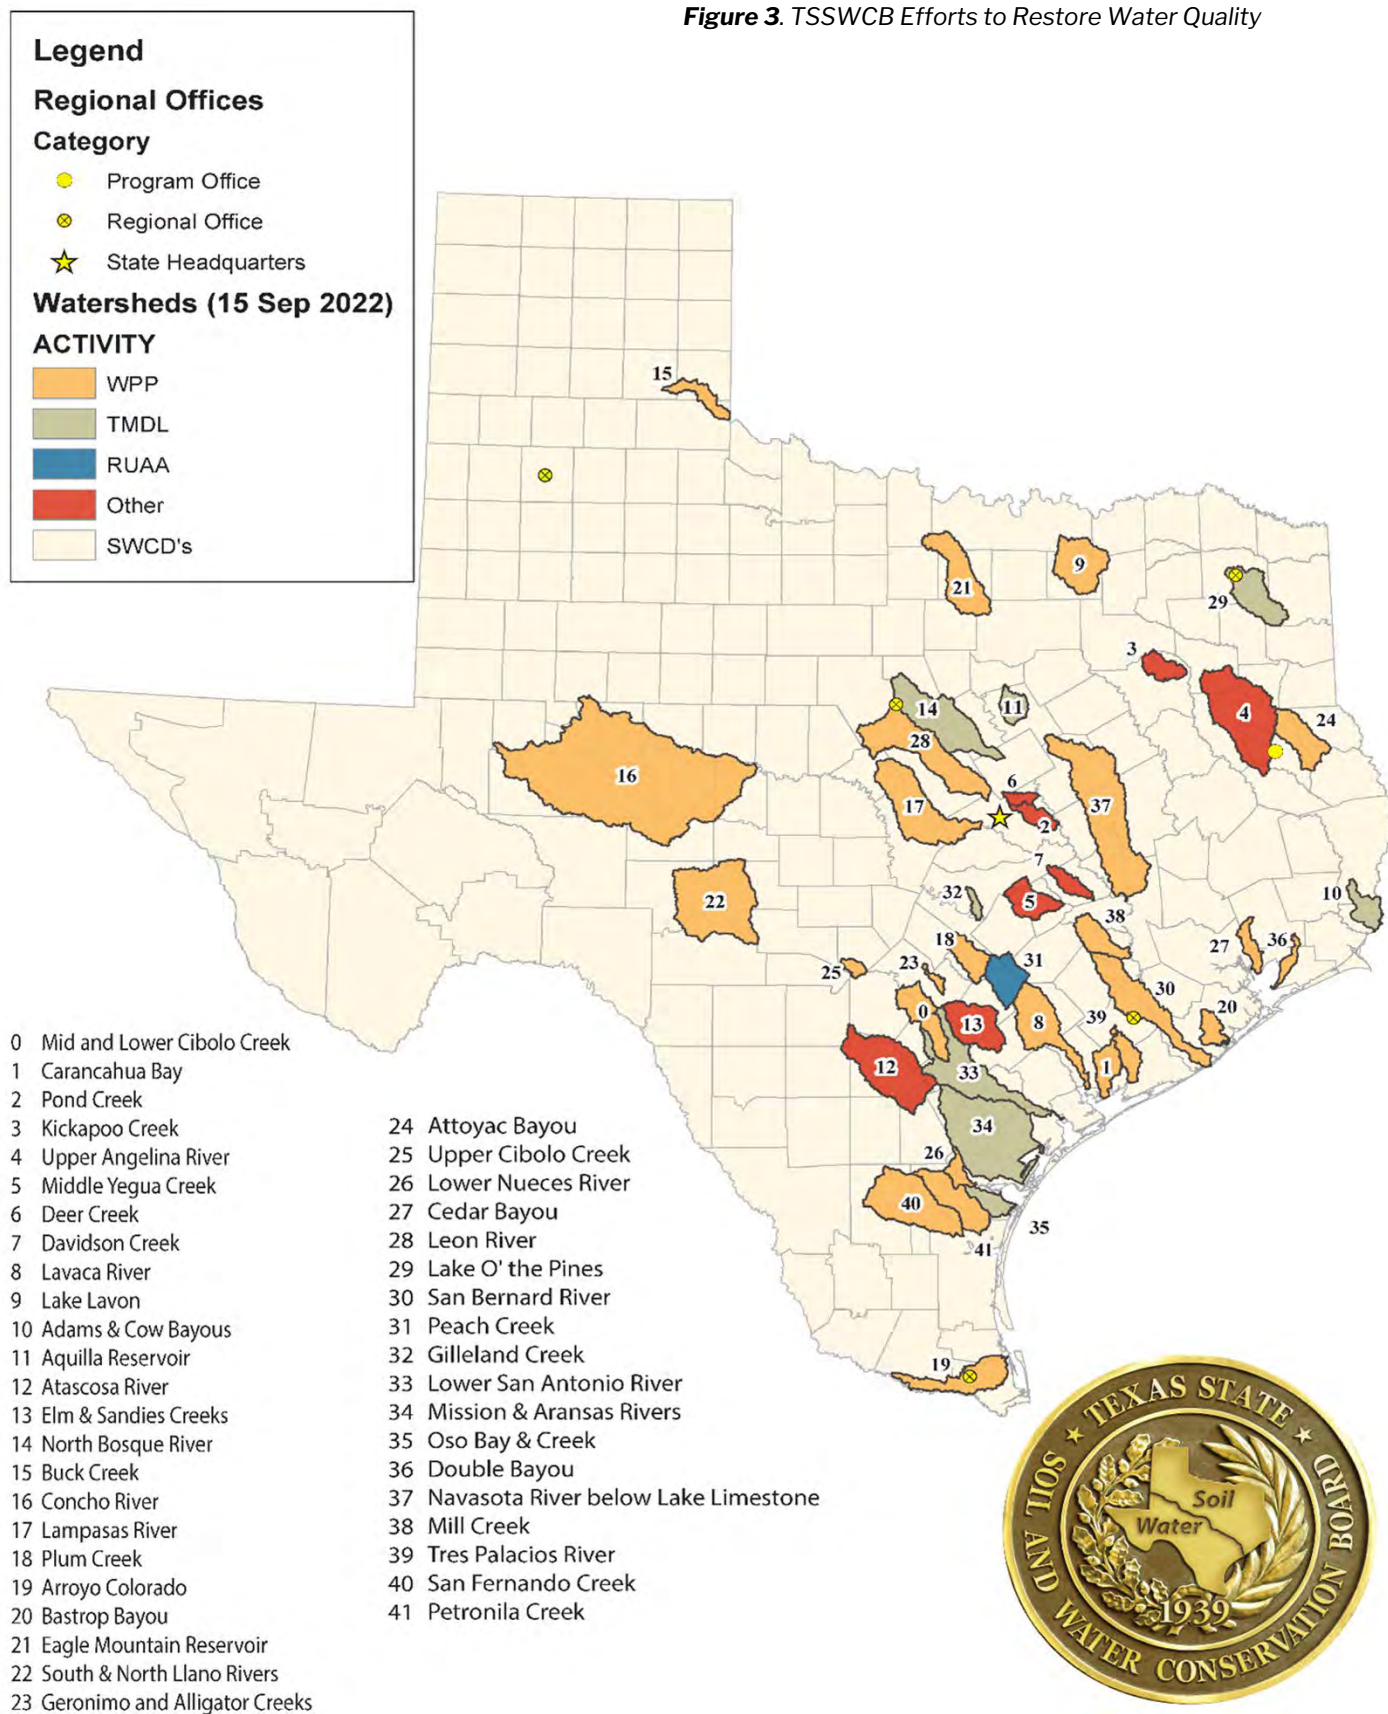 Figure 3. TSSWCB Efforts to Restore Water Quality
Legend
Regional Offices
Category
Program Office
Regional Office
State Headquarters
Watersheds (15 Sep 2022)
ACTIVITY
WPP
TMDL
RUAA
Other
SWCD's
15
9
21
29
3
4
24
14
11
28
16
6
17
2
37
7
32
5
10
22
38
18
27
36
31
23
25
30
20
0
13
8
39
12
33
1
34
26
40
35
41
19
0 Mid and Lower Cibolo Creek
1 Carancahua Bay
2 Pond Creek
3 Kickapoo Creek
4 Upper Angelina River
5 Middle Yegua Creek
6 Deer Creek
7 Davidson Creek
8 Lavaca River
9 Lake Lavon
10 Adams & Cow Bayous
11 Aquilla Reservoir
12 Atascosa River
13 Elm & Sandies Creeks
14 North Bosque River
15 Buck Creek
16 Concho River
17 Lampasas River
18 Plum Creek
19 Arroyo Colorado
20 Bastrop Bayou
21 Eagle Mountain Reservoir
22 South & North Llano Rivers
23 Geronimo and Alligator Creeks
24 Attoyac Bayou
25 Upper Cibolo Creek
26 Lower Nueces River
27 Cedar Bayou
28 Leon River
29 Lake O' the Pines
30 San Bernard River
31 Peach Creek
32 Gilleland Creek
33 Lower San Antonio River
34 Mission & Aransas Rivers
35 Oso Bay & Creek
36 Double Bayou
37 Navasota River below Lake Limestone
38 Mill Creek
39 Tres Palacios River
40 San Fernando Creek
41 Petronila Creek
TEXAS STATE
SOIL AND WATER CONSERVATION BOARD
Soil
Water
1939